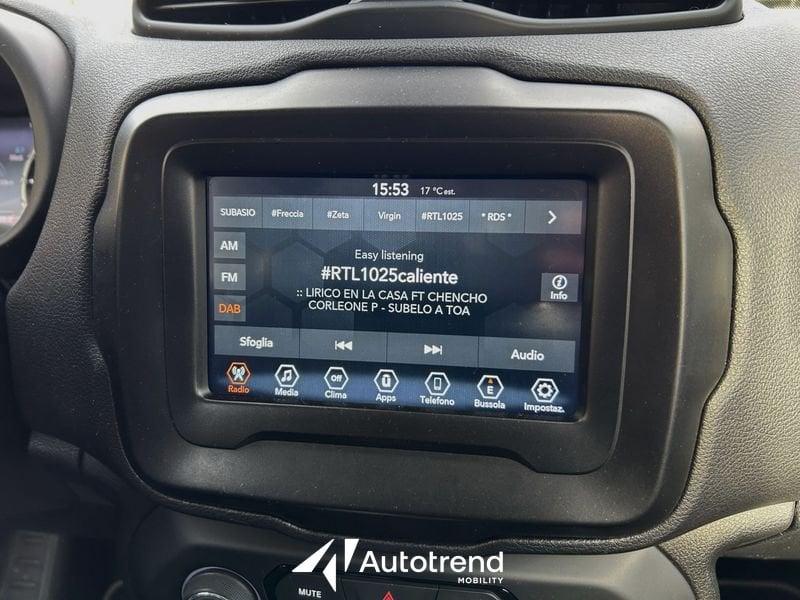 15:53 17 °C est.
SUBASIO #Freccia #Zeta Virgin #RTL1025 * RDS *
AM
FM
DAB
Easy listening
#RTL1025caliente
:: LIRICO EN LA CASA FT CHENCHO
CORLEONE P - SUBELO A TOA
Info
Sfoglia Audio
Off E
Radio Media Clima Apps Telefono Bussola Impostaz.
MUTE
Autotrend
MOBILITY